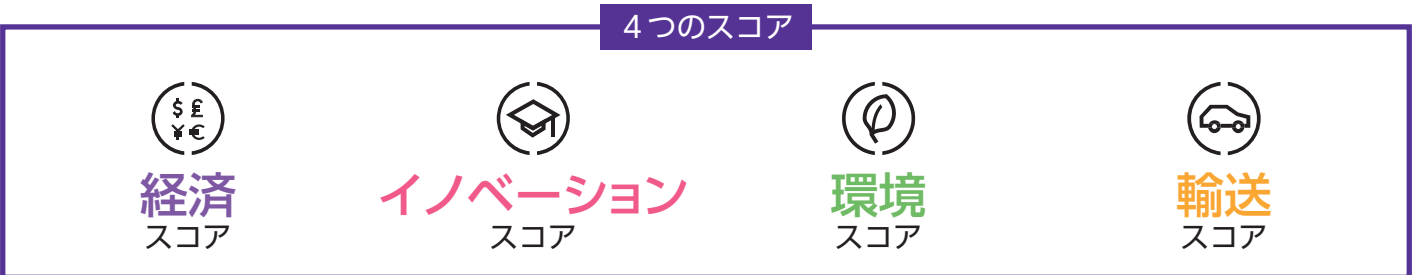 4つのスコア
$ £
¥ €
経済
スコア
イノベーション
スコア
環境
スコア
輸送
スコア